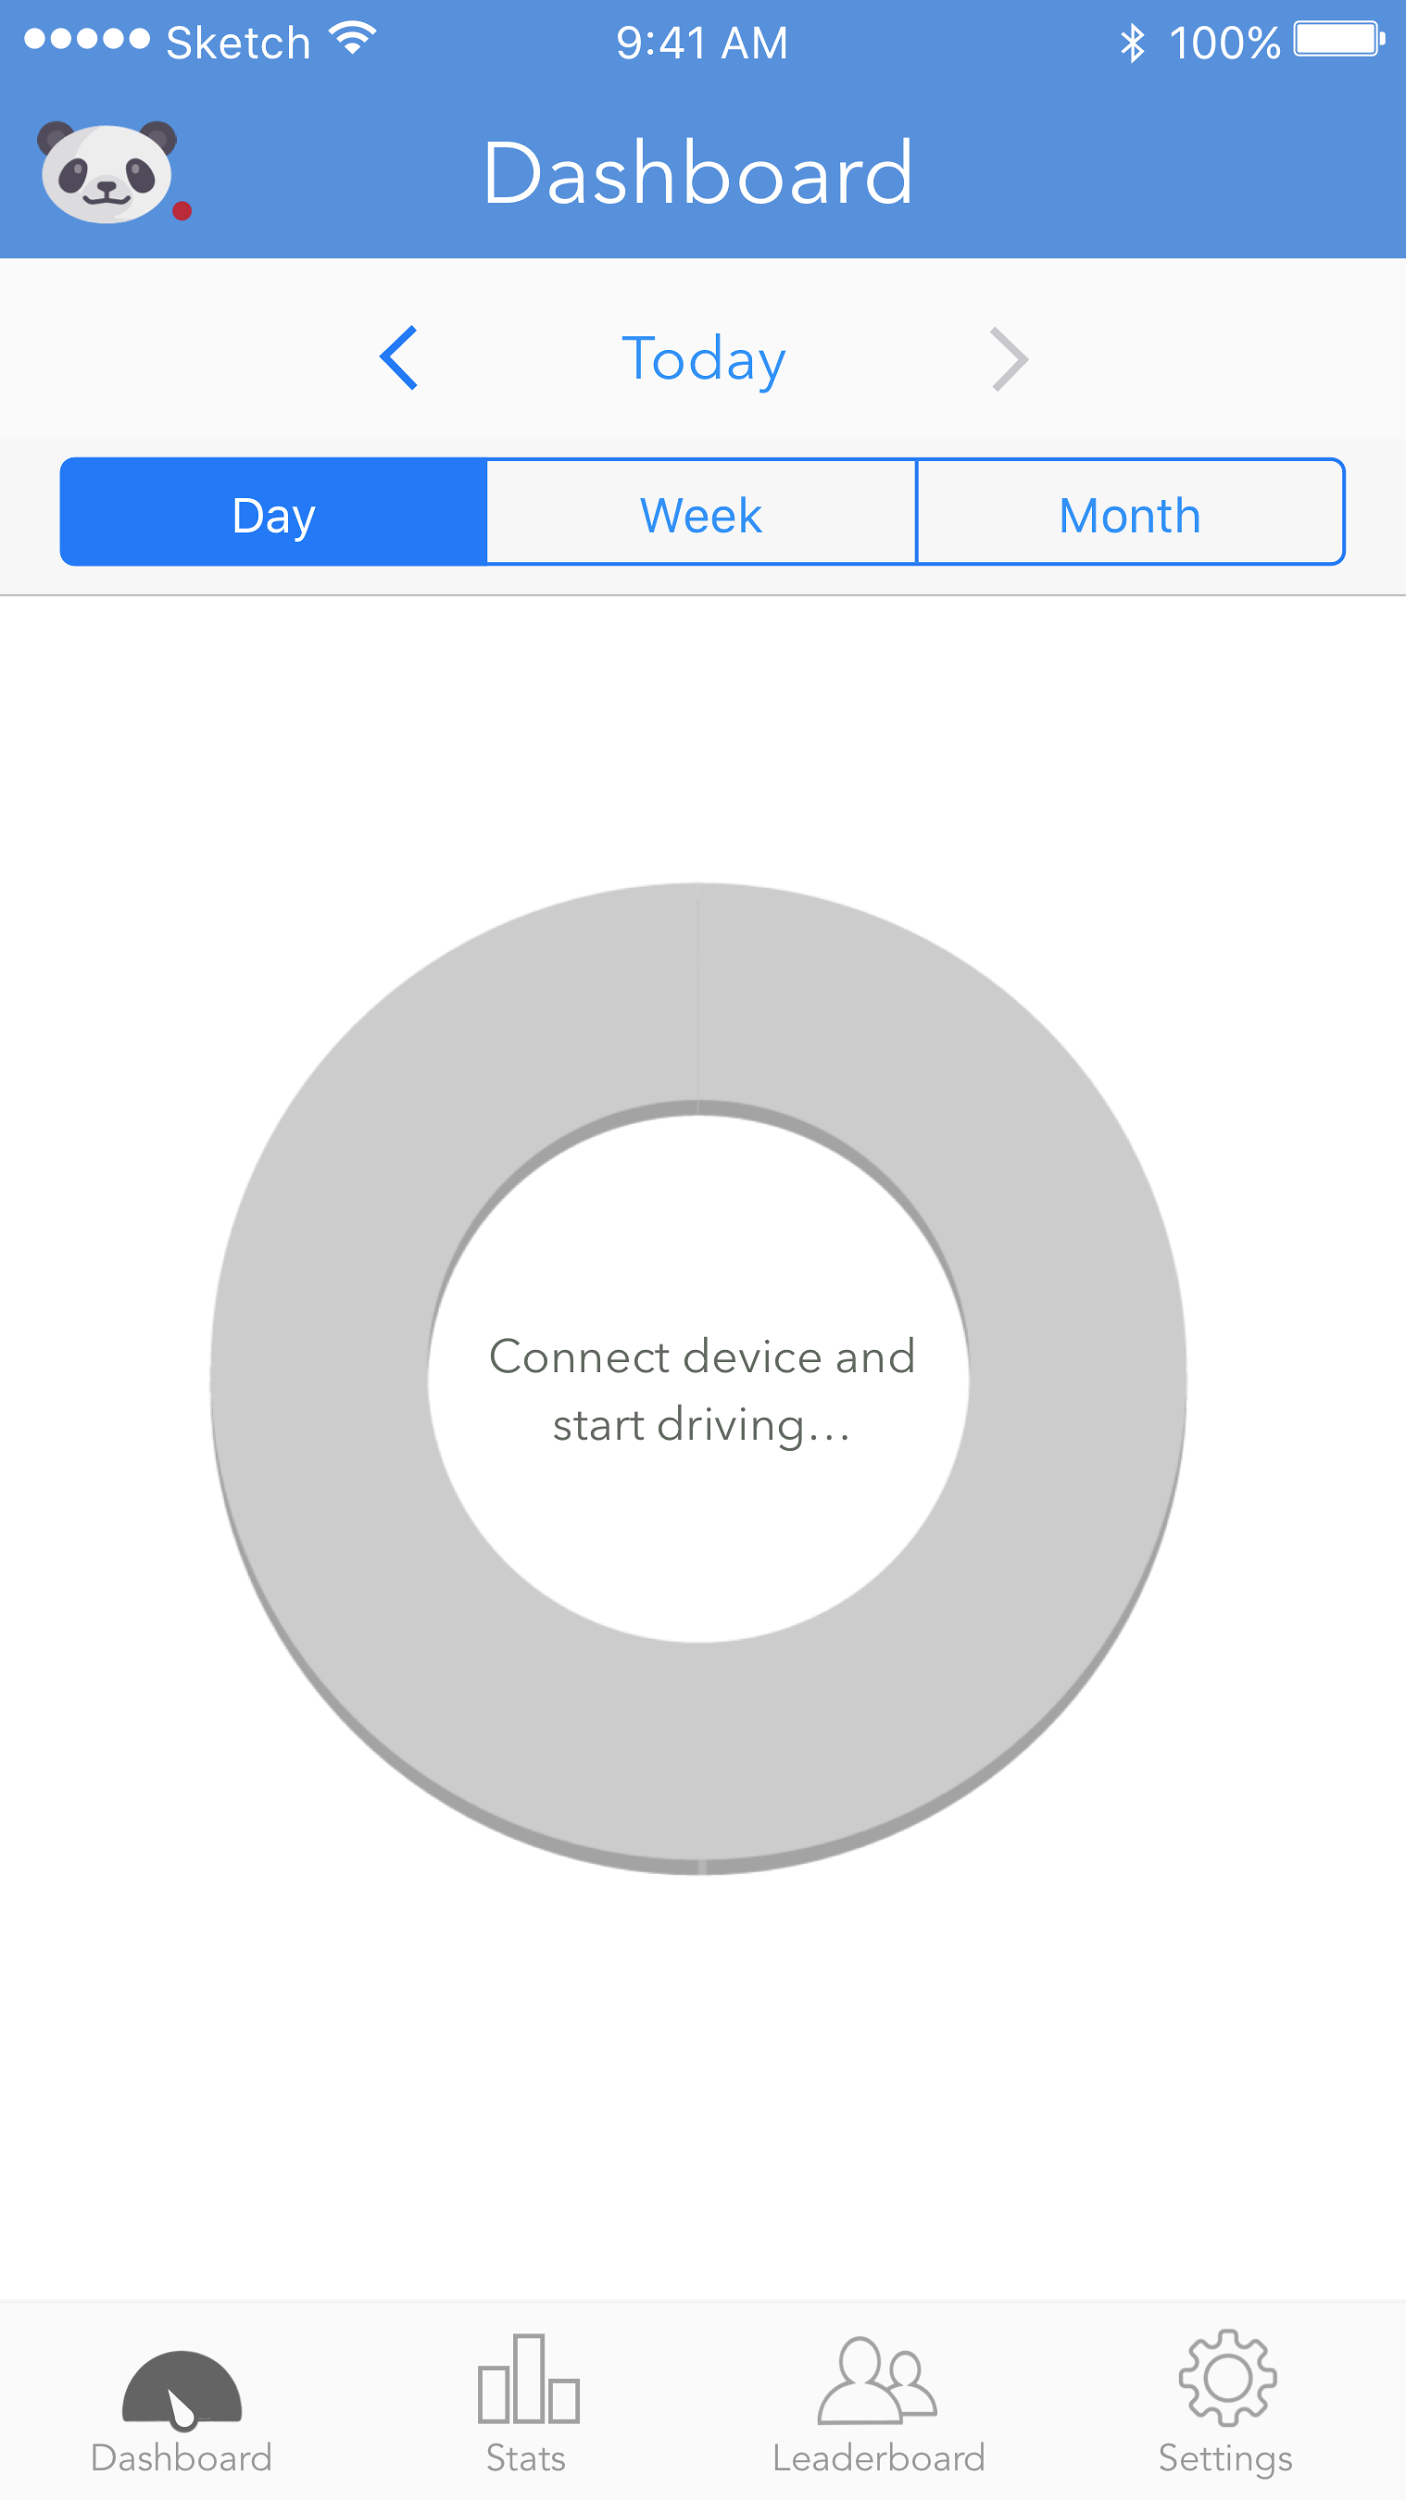 Sketch 9:41 AM 100%
Dashboard
Today
Day Week Month
Connect device and
start driving...
Dashboard Stats Leaderboard Settings